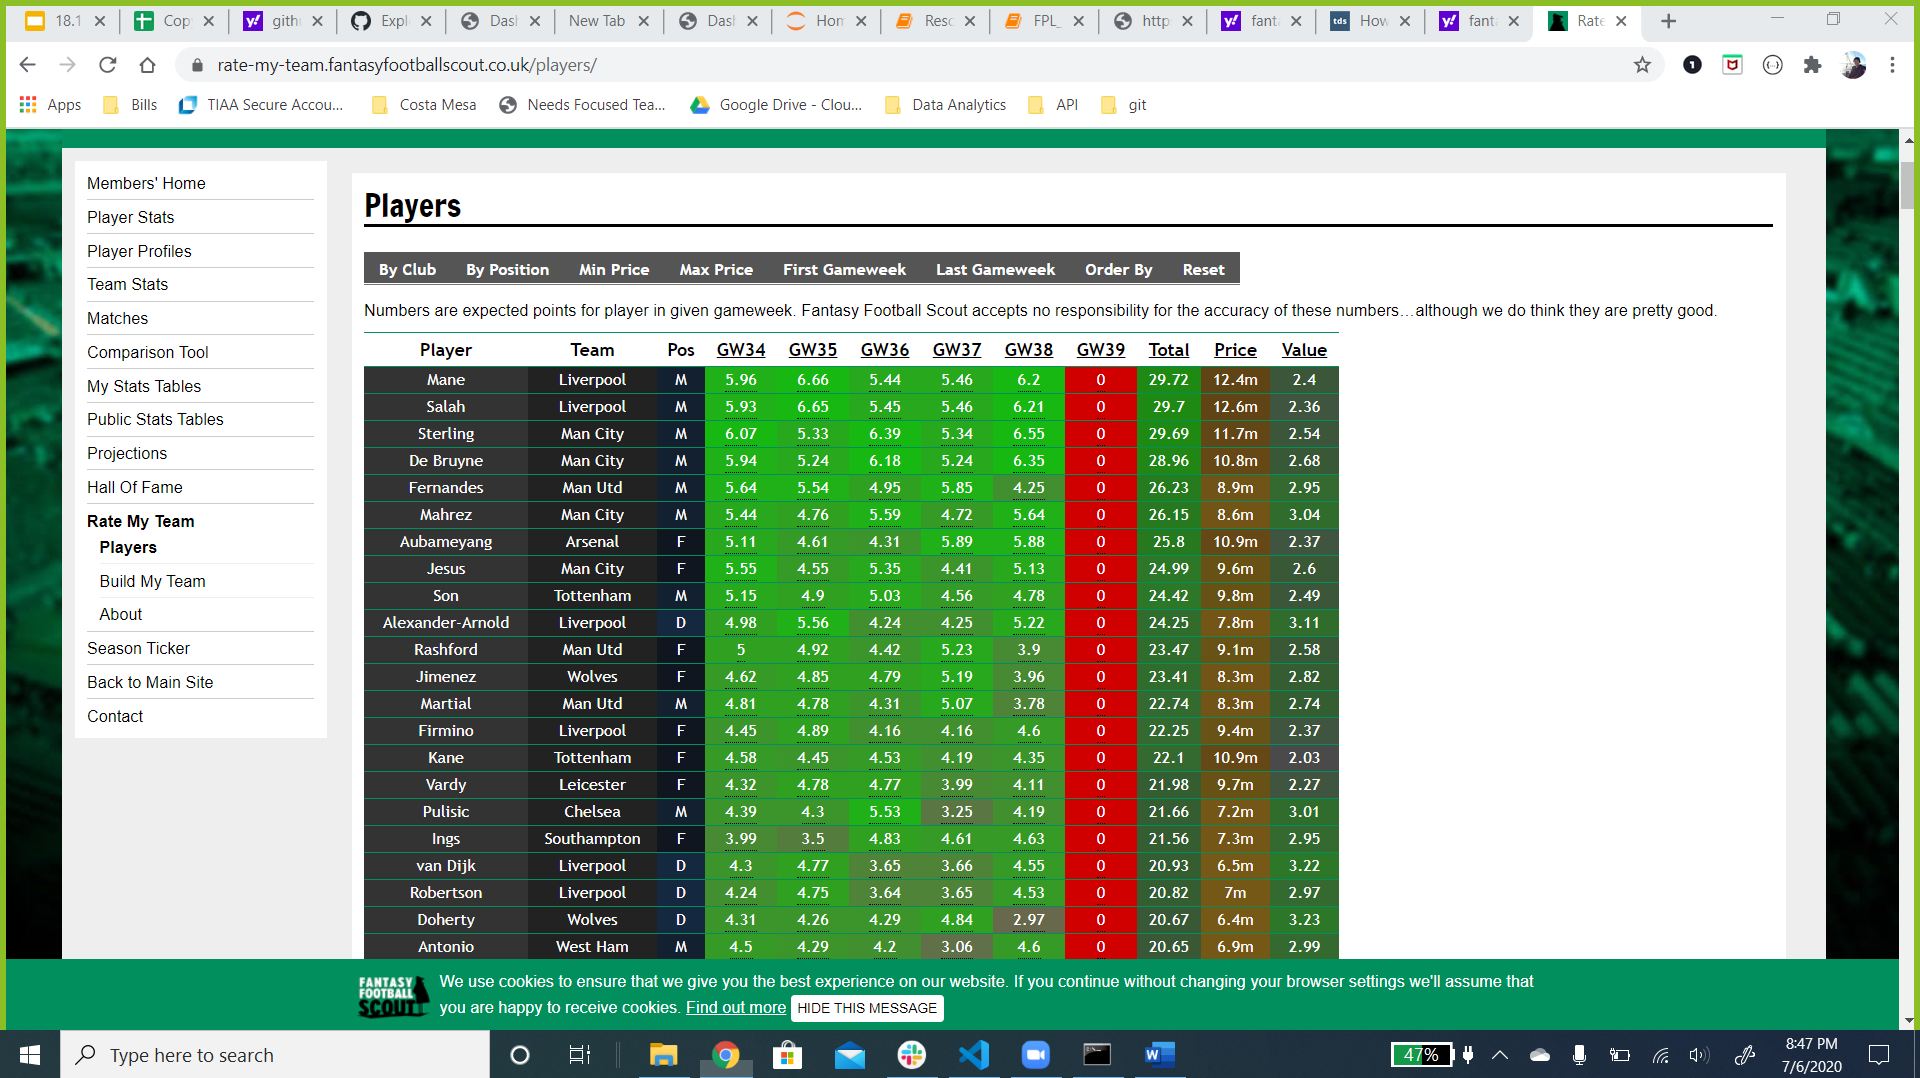 18.1
Cop
gith
Expl
Dash
New Tab
Dash
Hom
Reso
FPL_
http
fanta
tds
How
fanta
Rate
rate-my-team.fantasyfootballscout.co.uk/players/
Apps
Bills
TIAA Secure Accou...
Costa Mesa
Needs Focused Tea...
Google Drive - Clou...
Data Analytics
API
git
Members' Home
Player Stats
Player Profiles
Team Stats
Matches
Comparison Tool
My Stats Tables
Public Stats Tables
Projections
Hall Of Fame
Rate My Team
Players
Build My Team
About
Season Ticker
Back to Main Site
Contact
Players
By Club By Position Min Price Max Price First Gameweek Last Gameweek Order By Reset
Numbers are expected points for player in given gameweek. Fantasy Football Scout accepts no responsibility for the accuracy of these numbers…although we do think they are pretty good.
Player Team Pos GW34 GW35 GW36 GW37 GW38 GW39 Total Price Value
Mane Liverpool M 5.96 6.66 5.44 5.46 6.2 0 29.72 12.4m 2.4
Salah Liverpool M 5.93 6.65 5.45 5.46 6.21 0 29.7 12.6m 2.36
Sterling Man City M 6.07 5.33 6.39 5.34 6.55 0 29.69 11.7m 2.54
De Bruyne Man City M 5.94 5.24 6.18 5.24 6.35 0 28.96 10.8m 2.68
Fernandes Man Utd M 5.64 5.54 4.95 5.85 4.25 0 26.23 8.9m 2.95
Mahrez Man City M 5.44 4.76 5.59 4.72 5.64 0 26.15 8.6m 3.04
Aubameyang Arsenal F 5.11 4.61 4.31 5.89 5.88 0 25.8 10.9m 2.37
Jesus Man City F 5.55 4.55 5.35 4.41 5.13 0 24.99 9.6m 2.6
Son Tottenham M 5.15 4.9 5.03 4.56 4.78 0 24.42 9.8m 2.49
Alexander-Arnold Liverpool D 4.98 5.56 4.24 4.25 5.22 0 24.25 7.8m 3.11
Rashford Man Utd F 5 4.92 4.42 5.23 3.9 0 23.47 9.1m 2.58
Jimenez Wolves F 4.62 4.85 4.79 5.19 3.96 0 23.41 8.3m 2.82
Martial Man Utd M 4.81 4.78 4.31 5.07 3.78 0 22.74 8.3m 2.74
Firmino Liverpool F 4.45 4.89 4.16 4.16 4.6 0 22.25 9.4m 2.37
Kane Tottenham F 4.58 4.45 4.53 4.19 4.35 0 22.1 10.9m 2.03
Vardy Leicester F 4.32 4.78 4.77 3.99 4.11 0 21.98 9.7m 2.27
Pulisic Chelsea M 4.39 4.3 5.53 3.25 4.19 0 21.66 7.2m 3.01
Ings Southampton F 3.99 3.5 4.83 4.61 4.63 0 21.56 7.3m 2.95
van Dijk Liverpool D 4.3 4.77 3.65 3.66 4.55 0 20.93 6.5m 3.22
Robertson Liverpool D 4.24 4.75 3.64 3.65 4.53 0 20.82 7m 2.97
Doherty Wolves D 4.31 4.26 4.29 4.84 2.97 0 20.67 6.4m 3.23
Antonio West Ham M 4.5 4.29 4.2 3.06 4.6 0 20.65 6.9m 2.99
FANTASY
FOOTBALL
SCOUT
We use cookies to ensure that we give you the best experience on our website. If you continue without changing your browser settings we'll assume that
you are happy to receive cookies. Find out more HIDE THIS MESSAGE
Type here to search
47%
8:47 PM
7/6/2020